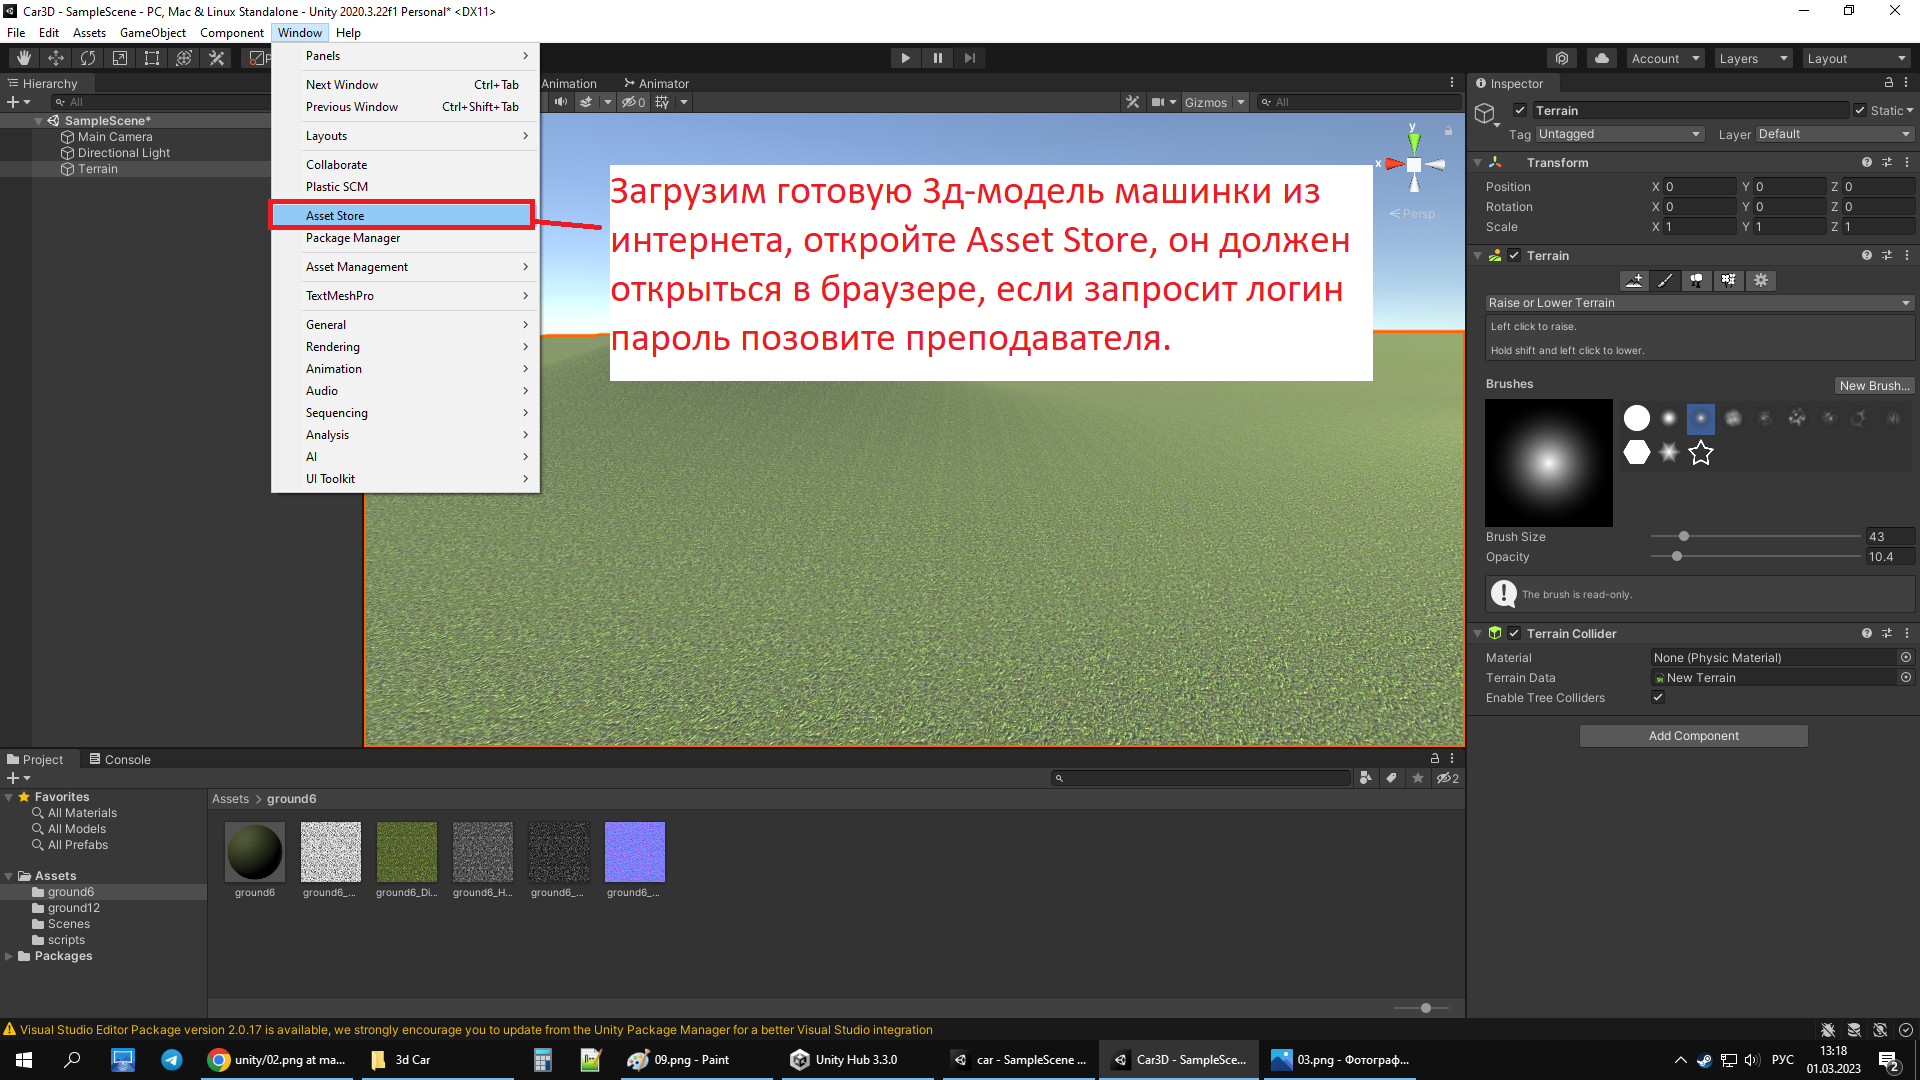 Car3D - SampleScene - PC, Mac & Linux Standalone - Unity 2020.3.22f1 Personal* <DX11>
File Edit Assets GameObject Component Window Help
Account Layers Layout
Hierarchy
All
SampleScene*
Main Camera
Directional Light
Terrain
Panels
Next Window Ctrl+Tab
Previous Window Ctrl+Shift+Tab
Layouts
Collaborate
Plastic SCM
Asset Store
Package Manager
Asset Management
TextMeshPro
General
Rendering
Animation
Audio
Sequencing
Analysis
AI
UI Toolkit
Animation Animator
0 Gizmos All
y
x
Persp
Загрузим готовую 3д-модель машинки из
интернета, откройте Asset Store, он должен
открыться в браузере, если запросит логин
пароль позовите преподавателя.
Inspector
Terrain Static
Tag Untagged Layer Default
Transform
Position X 0 Y 0 Z 0
Rotation X 0 Y 0 Z 0
Scale X 1 Y 1 Z 1
Terrain
Raise or Lower Terrain
Left click to raise.
Hold shift and left click to lower.
Brushes New Brush...
Brush Size 43
Opacity 10.4
The brush is read-only.
Terrain Collider
Material None (Physic Material)
Terrain Data New Terrain
Enable Tree Colliders
Add Component
Project Console
2
Favorites
All Materials
All Models
All Prefabs
Assets
ground6
ground12
Scenes
scripts
Packages
Assets > ground6
ground6 ground6_... ground6_Di... ground6_H... ground6_... ground6_...
Visual Studio Editor Package version 2.0.17 is available, we strongly encourage you to update from the Unity Package Manager for a better Visual Studio integration
unity/02.png at ma... 3d Car 09.png - Paint Unity Hub 3.3.0 car - SampleScene ... Car3D - SampleSce... 03.png - Фотограф... РУС 13:18
01.03.2023 2